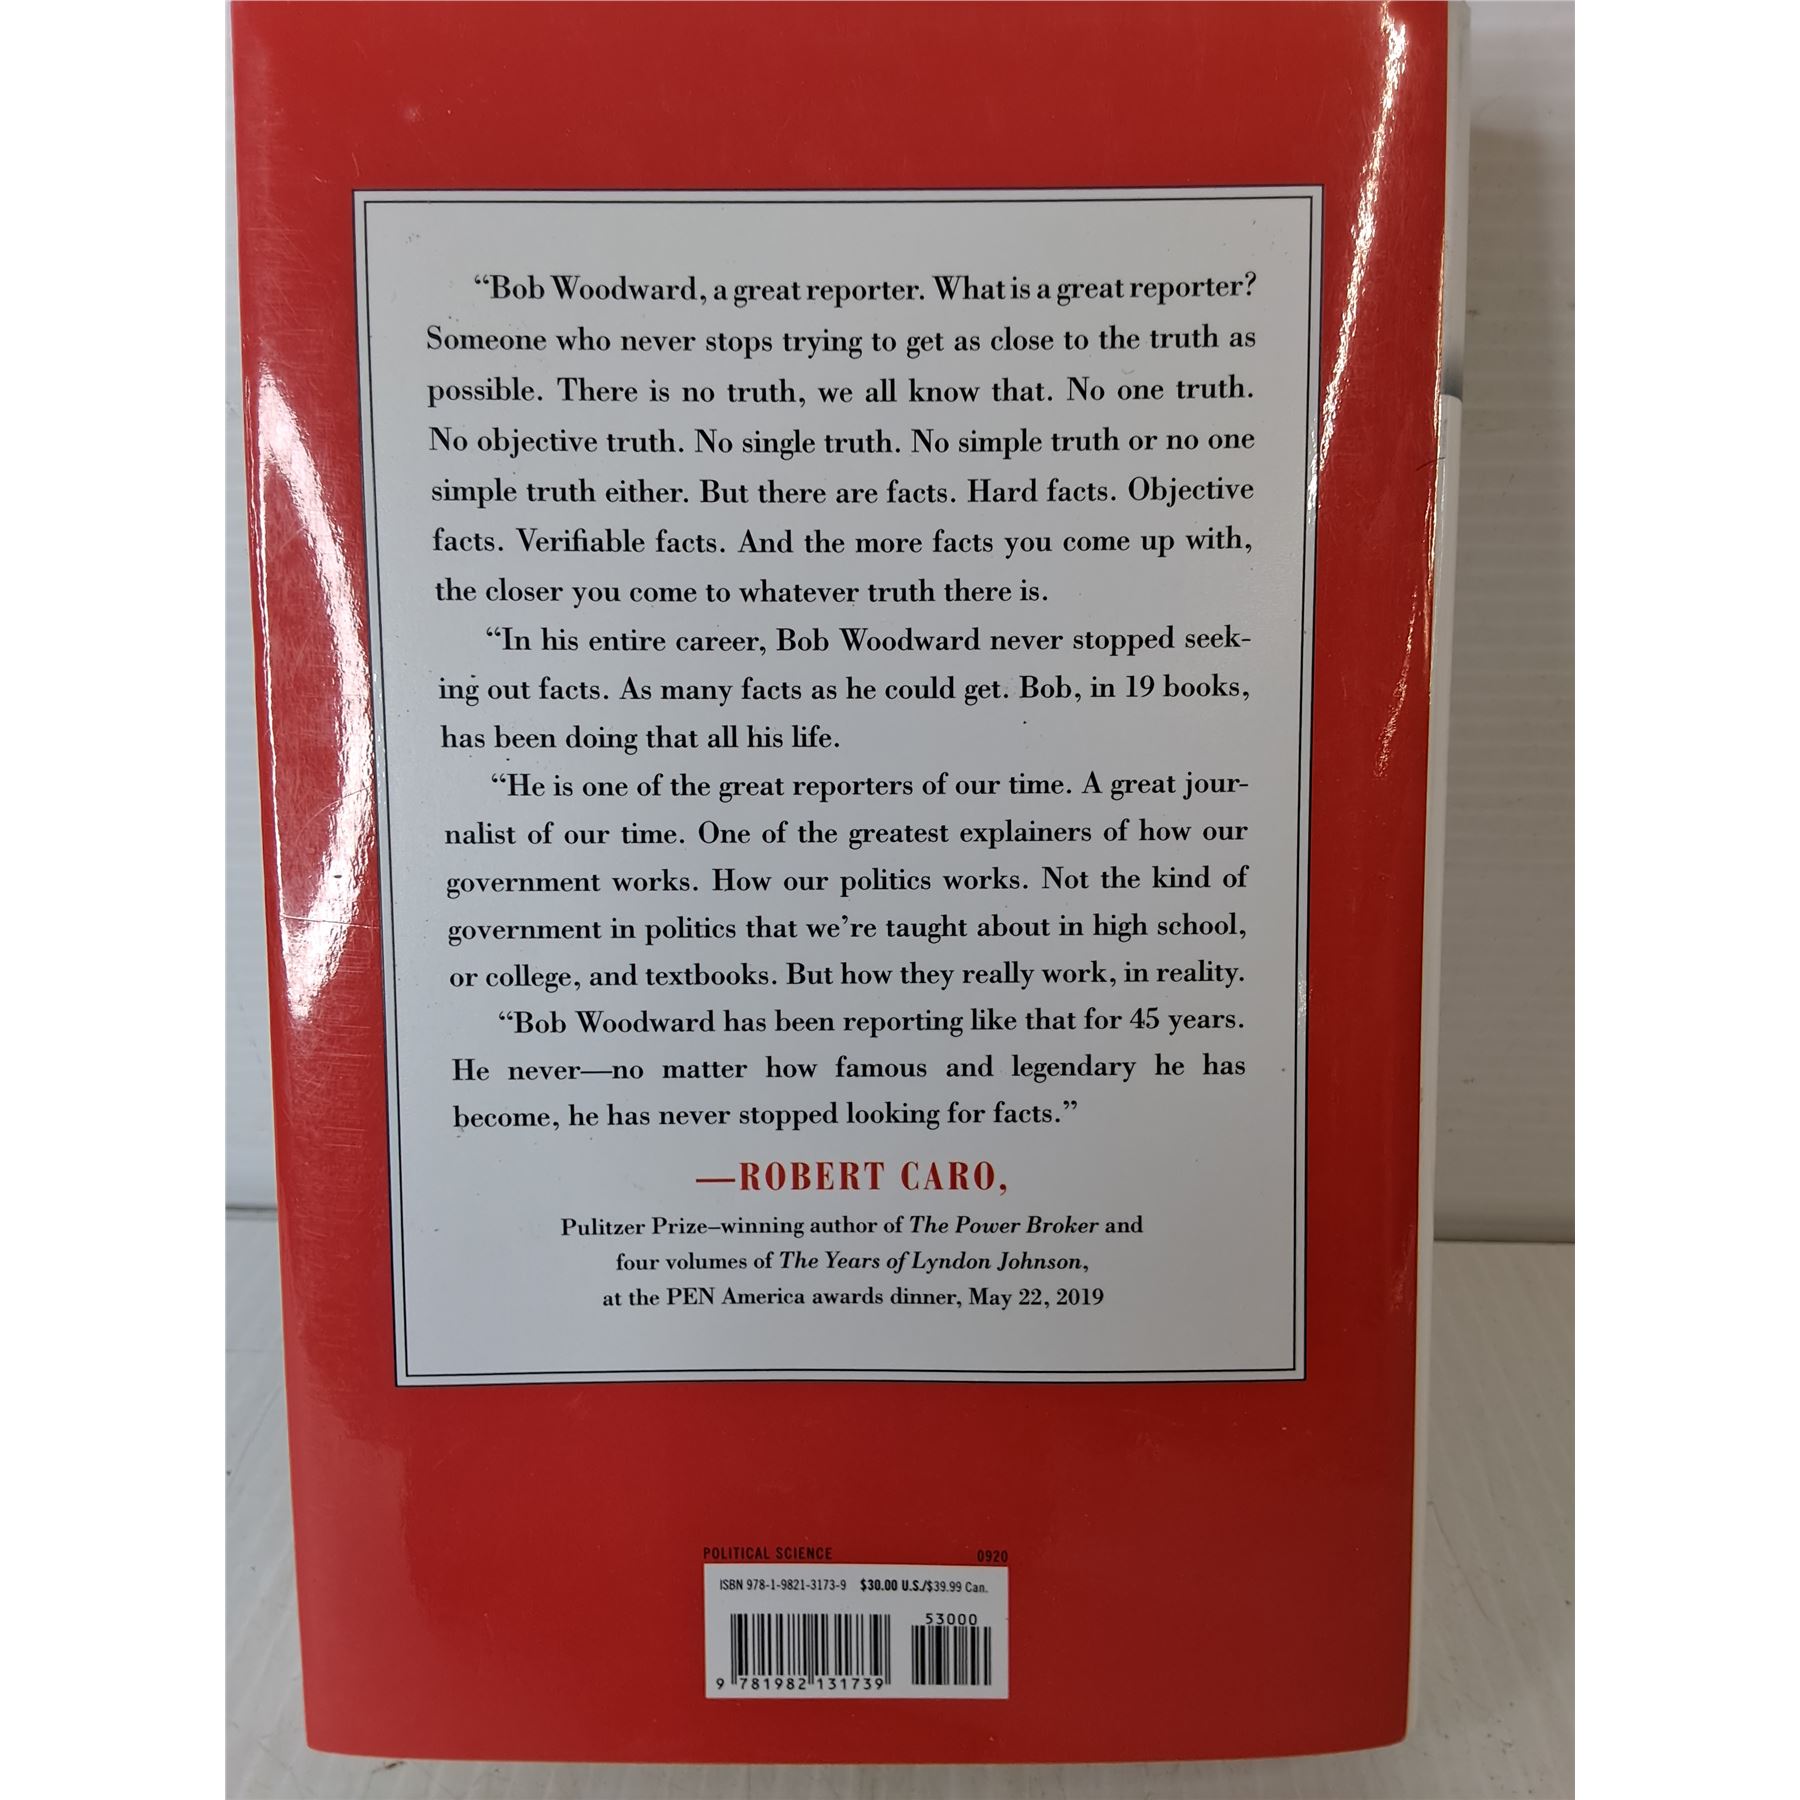 “Bob Woodward, a great reporter. What is a great reporter?
Someone who never stops trying to get as close to the truth as
possible. There is no truth, we all know that. No one truth.
No objective truth. No single truth. No simple truth or no one
simple truth either. But there are facts. Hard facts. Objective
facts. Verifiable facts. And the more facts you come up with,
the closer you come to whatever truth there is.
“In his entire career, Bob Woodward never stopped seek-
ing out facts. As many facts as he could get. Bob, in 19 books,
has been doing that all his life.
“He is one of the great reporters of our time. A great jour-
nalist of our time. One of the greatest explainers of how our
government works. How our politics works. Not the kind of
government in politics that we’re taught about in high school,
or college, and textbooks. But how they really work, in reality.
“Bob Woodward has been reporting like that for 45 years.
He never—no matter how famous and legendary he has
become, he has never stopped looking for facts.”
—ROBERT CARO,
Pulitzer Prize–winning author of The Power Broker and
four volumes of The Years of Lyndon Johnson,
at the PEN America awards dinner, May 22, 2019
POLITICAL SCIENCE 0920
ISBN 978-1-9821-3173-9 $30.00 U.S./$39.99 Can.
53000
9 781982 131739